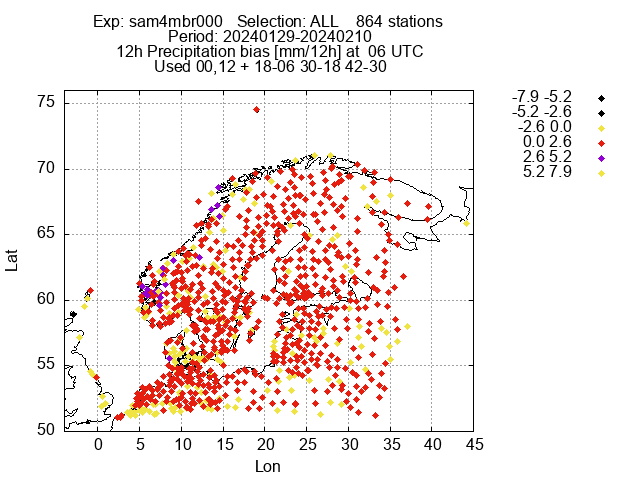 Exp: sam4mbr000   Selection: ALL    864 stations
Period: 20240129-20240210
12h Precipitation bias [mm/12h] at  06 UTC
Used 00,12 + 18-06 30-18 42-30
-7.9 -5.2
-5.2 -2.6
-2.6 0.0
0.0 2.6
2.6 5.2
5.2 7.9
75
70
65
60
55
50
Lat
0 5 10 15 20 25 30 35 40 45
Lon